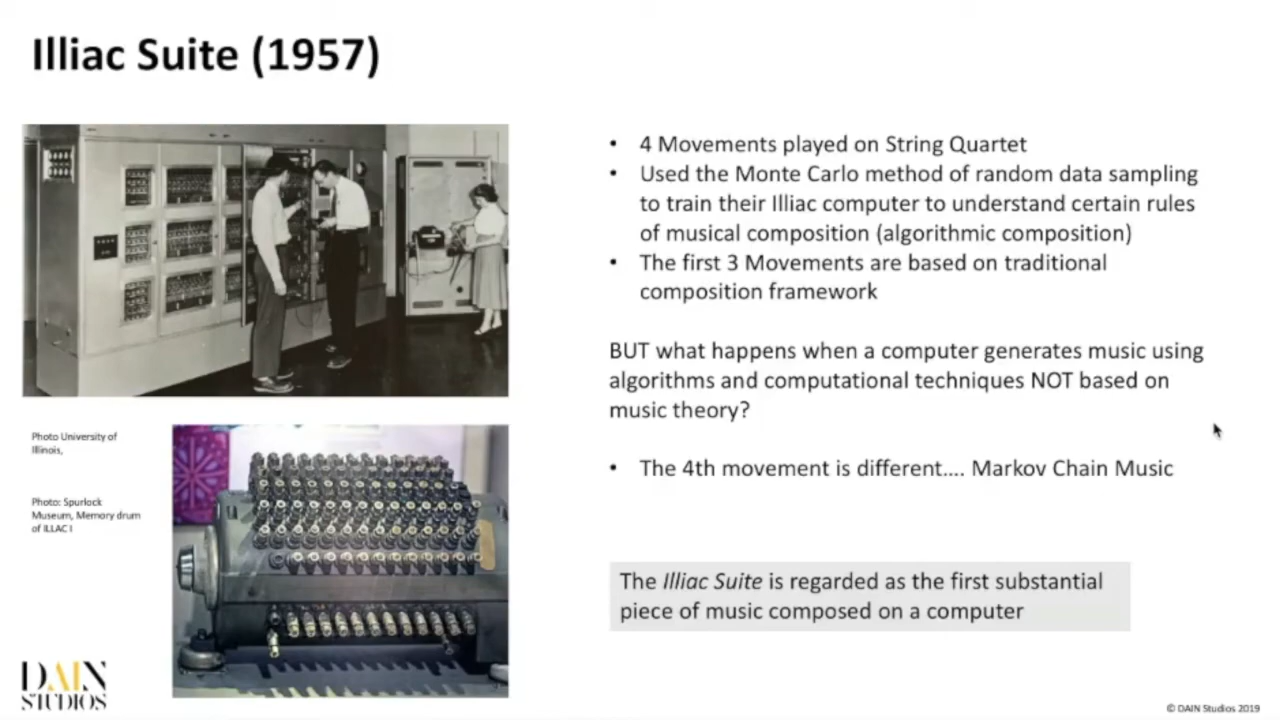 Illiac Suite (1957)
• 4 Movements played on String Quartet
• Used the Monte Carlo method of random data sampling
to train their Illiac computer to understand certain rules
of musical composition (algorithmic composition)
• The first 3 Movements are based on traditional
composition framework
BUT what happens when a computer generates music using
algorithms and computational techniques NOT based on
music theory?
• The 4th movement is different.... Markov Chain Music
The Illiac Suite is regarded as the first substantial
piece of music composed on a computer
Photo University of
Illinois,
Photo: Spurlock
Museum, Memory drum
of ILLAC I
DAIN
STUDIOS
© DAIN Studios 2019